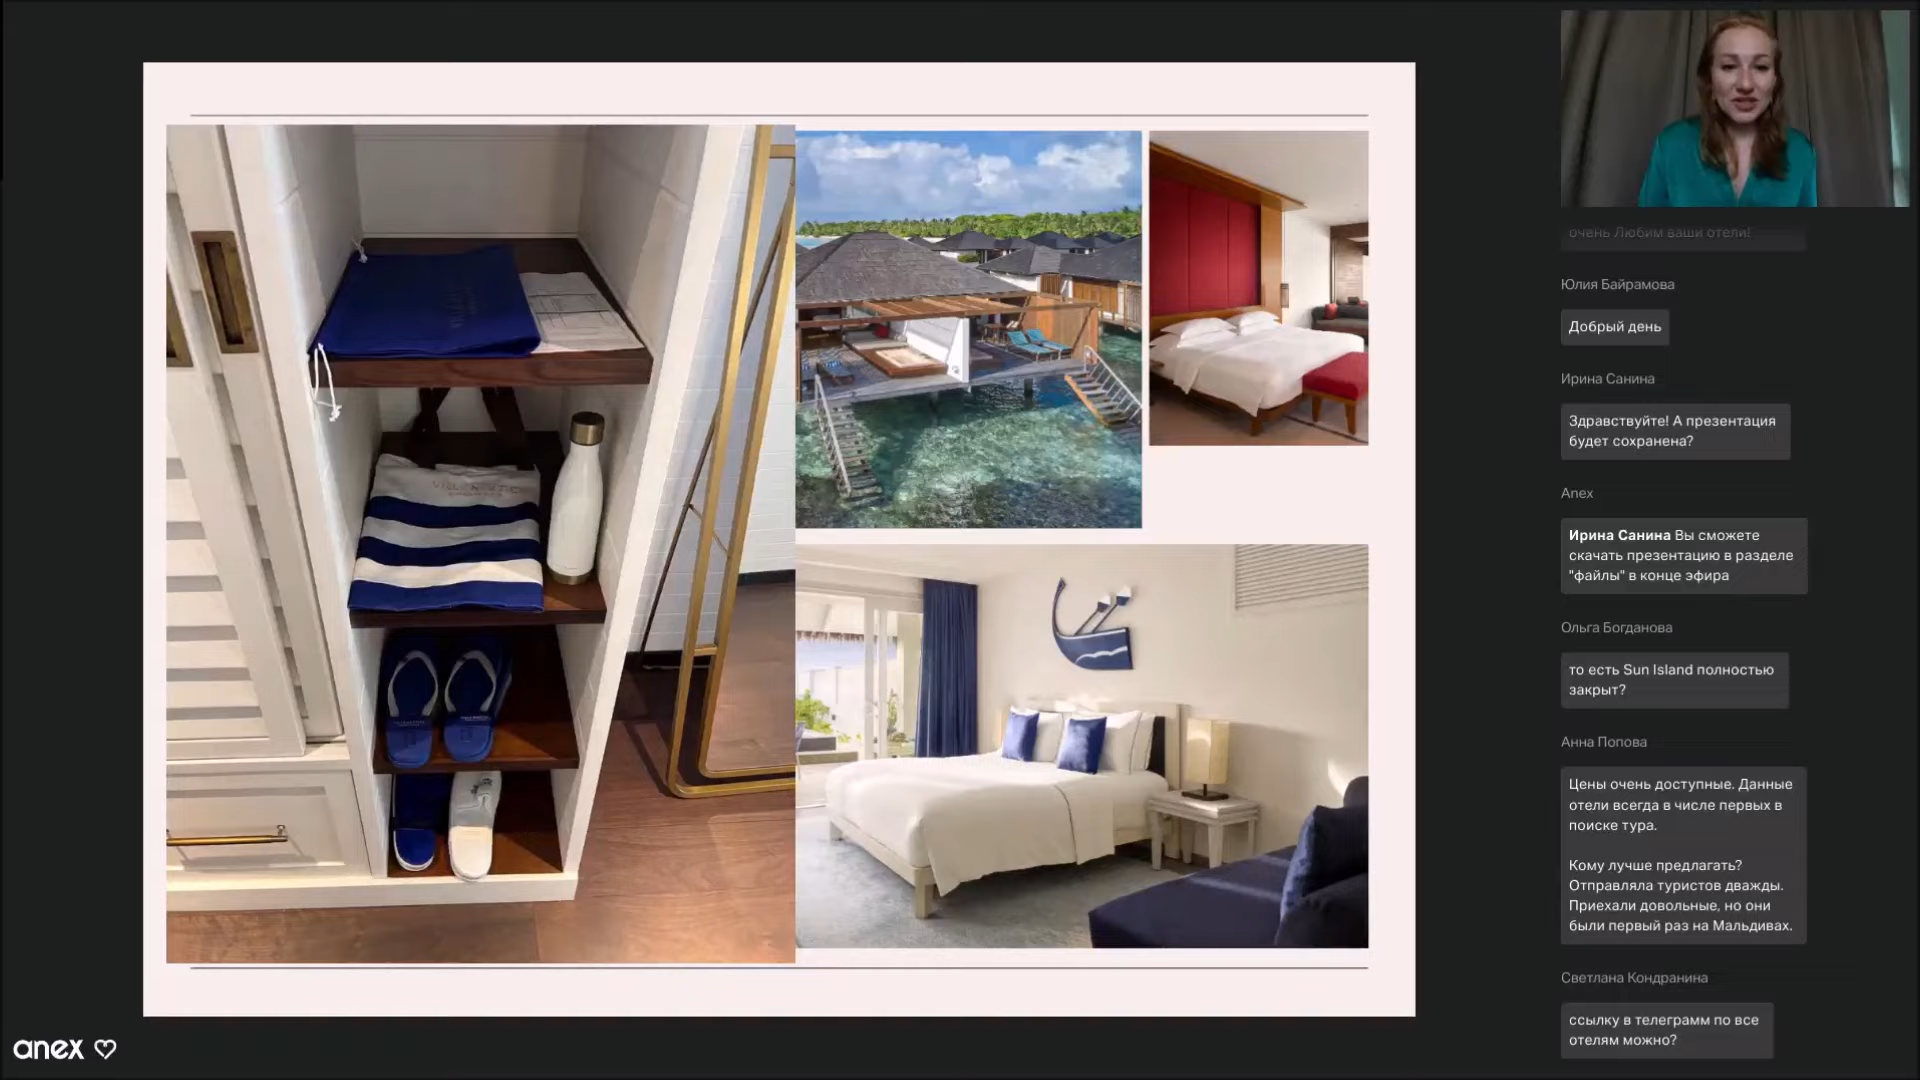 очень Любим ваши отели!
Юлия Байрамова
Добрый день
Ирина Санина
Здравствуйте! А презентация
будет сохранена?
Anex
Ирина Санина Вы сможете
скачать презентацию в разделе
"файлы" в конце эфира
Ольга Богданова
то есть Sun Island полностью
закрыт?
Анна Попова
Цены очень доступные. Данные
отели всегда в числе первых в
поиске тура.
Кому лучше предлагать?
Отправляла туристов дважды.
Приехали довольные, но они
были первый раз на Мальдивах.
Светлана Кондранина
ссылку в телеграмм по все
отелям можно?
anex